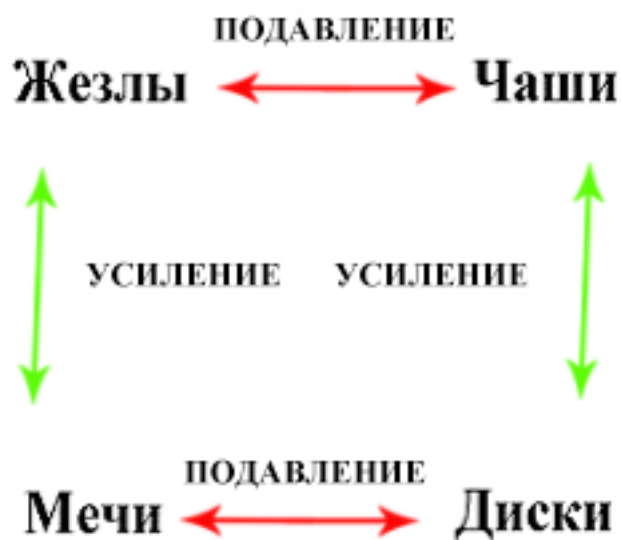 ПОДАВЛЕНИЕ
Жезлы Чаши
УСИЛЕНИЕ УСИЛЕНИЕ
ПОДАВЛЕНИЕ
Мечи Диски